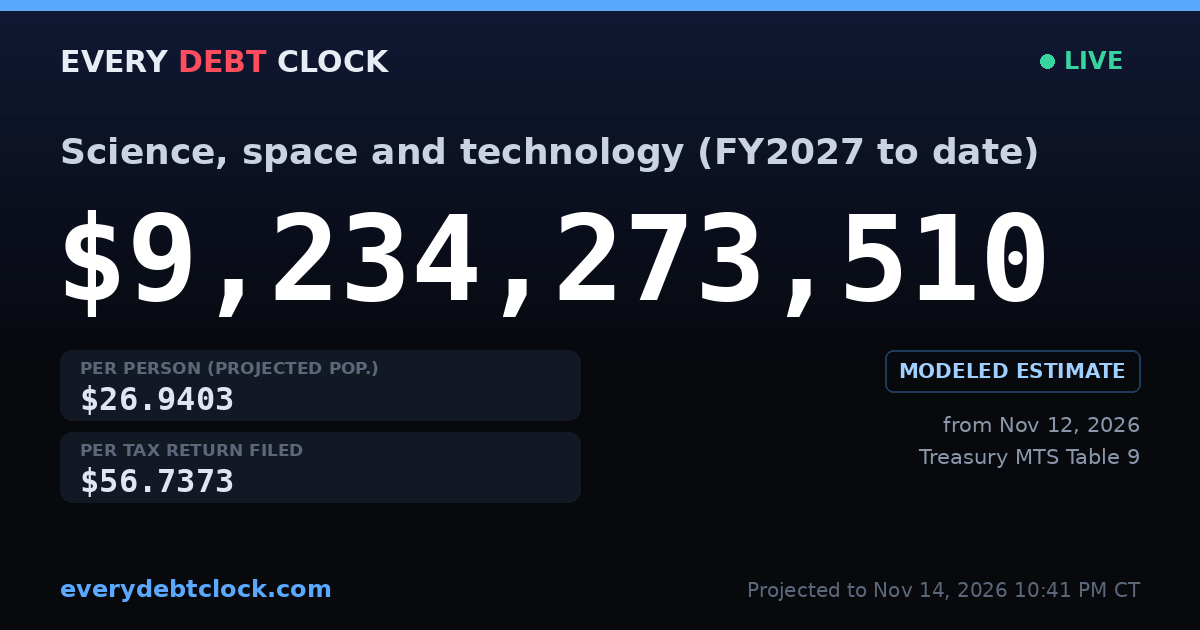 EVERY DEBT CLOCK
LIVE
Science, space and technology (FY2027 to date)
$9,234,273,510
PER PERSON (PROJECTED POP.)
$26.9403
PER TAX RETURN FILED
$56.7373
MODELED ESTIMATE
from Nov 12, 2026
Treasury MTS Table 9
everydebtclock.com
Projected to Nov 14, 2026 10:41 PM CT